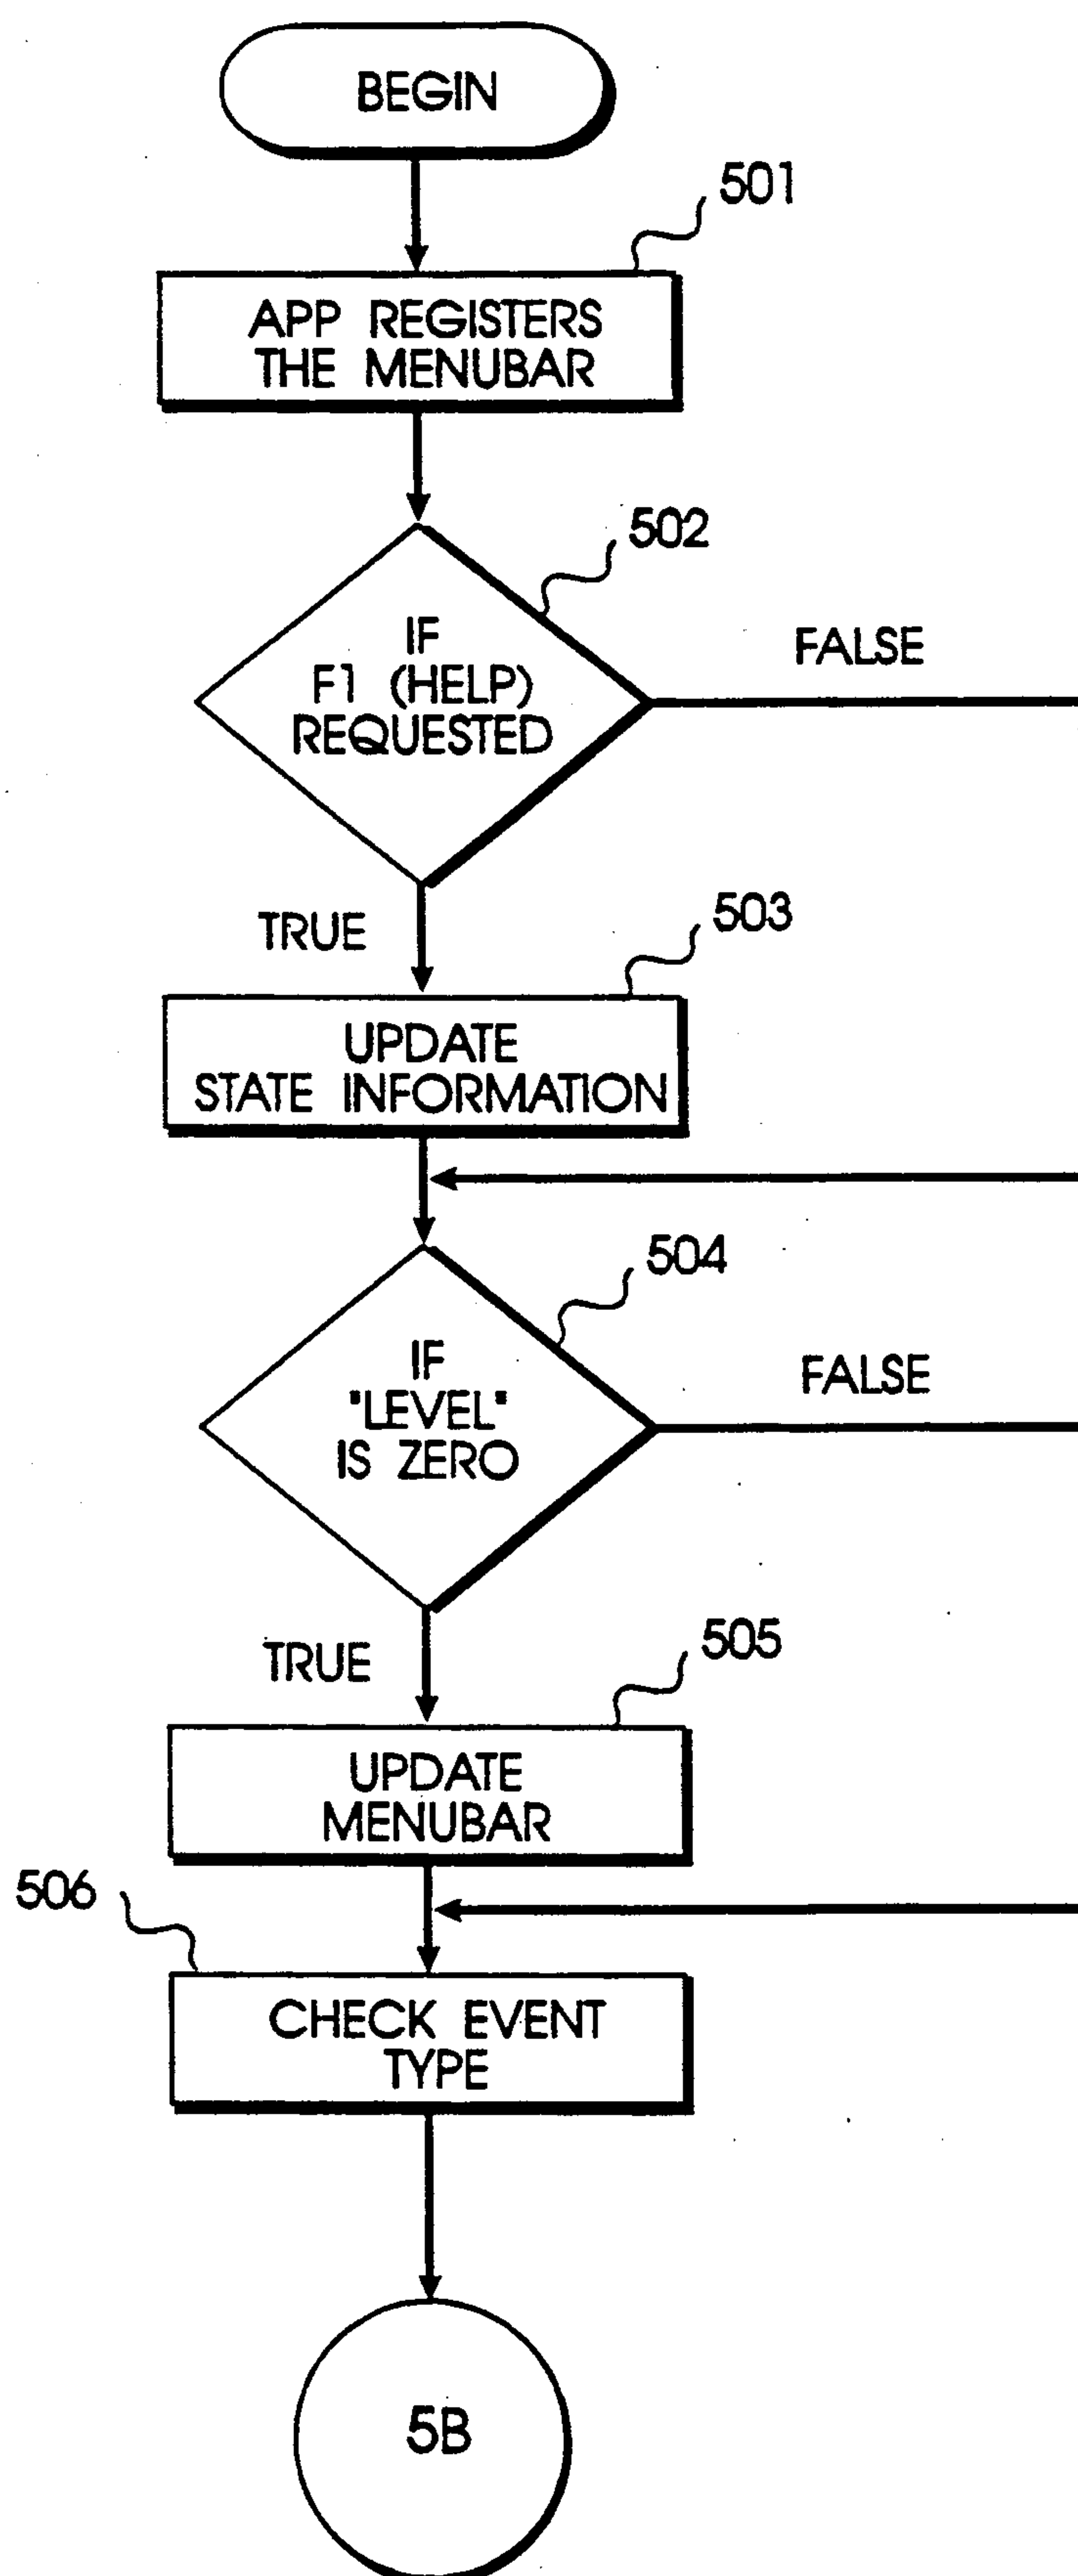 BEGIN
501
APP REGISTERS
THE MENUBAR
502
IF
F1 (HELP)
REQUESTED
FALSE
TRUE
503
UPDATE
STATE INFORMATION
504
IF
"LEVEL"
IS ZERO
FALSE
TRUE
505
UPDATE
MENUBAR
506
CHECK EVENT
TYPE
5B